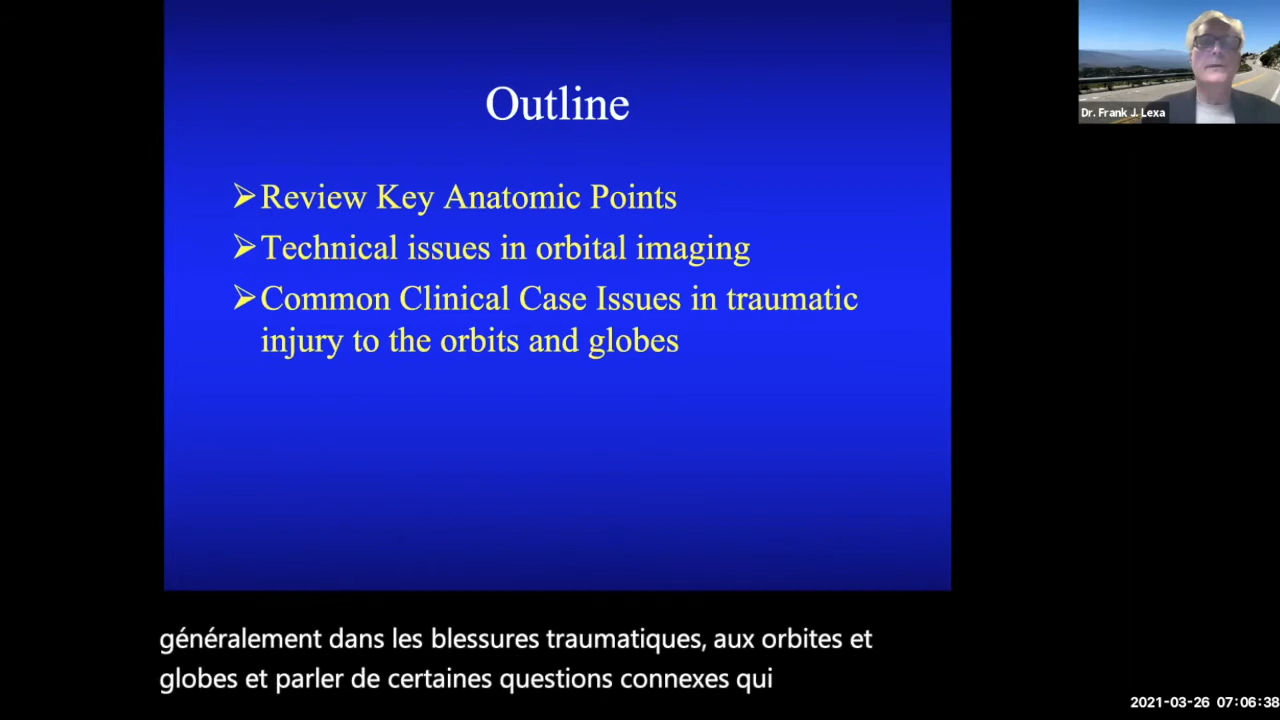 Outline
➢Review Key Anatomic Points
➢Technical issues in orbital imaging
➢Common Clinical Case Issues in traumatic
injury to the orbits and globes
Dr. Frank J. Lexa
généralement dans les blessures traumatiques, aux orbites et
globes et parler de certaines questions connexes qui
2021-03-26 07:06:38